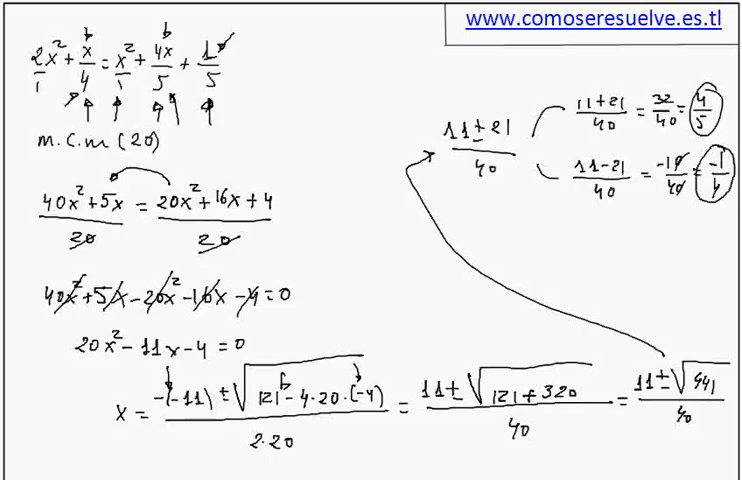 www.comoseresuelve.es.tl
2x²/1 + x/4 = x²/1 + 4x/5 + 1/5
m.c.m (20)
(40x² + 5x)/20 = (20x² + 16x + 4)/20
40x² + 5x - 20x² - 16x - 4 = 0
20x² - 11x - 4 = 0
x = (-(-11) ± √(121 - 4·20·(-4)))/(2·20) = (11 ± √(121 + 320))/40 = (11 ± √441)/40
(11 ± 21)/40
(11 + 21)/40 = 32/40 = 4/5
(11 - 21)/40 = -10/40 = -1/4